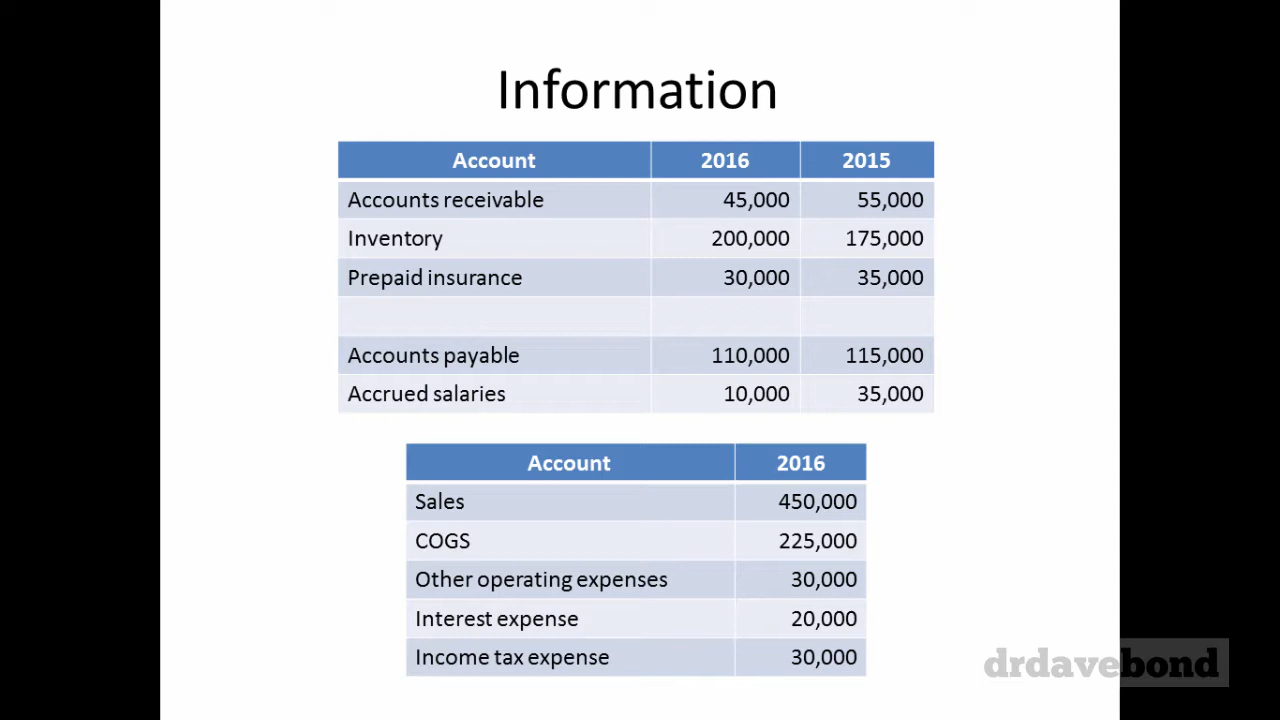 Information
Account 2016 2015
Accounts receivable 45,000 55,000
Inventory 200,000 175,000
Prepaid insurance 30,000 35,000
Accounts payable 110,000 115,000
Accrued salaries 10,000 35,000
Account 2016
Sales 450,000
COGS 225,000
Other operating expenses 30,000
Interest expense 20,000
Income tax expense 30,000
drdavebond